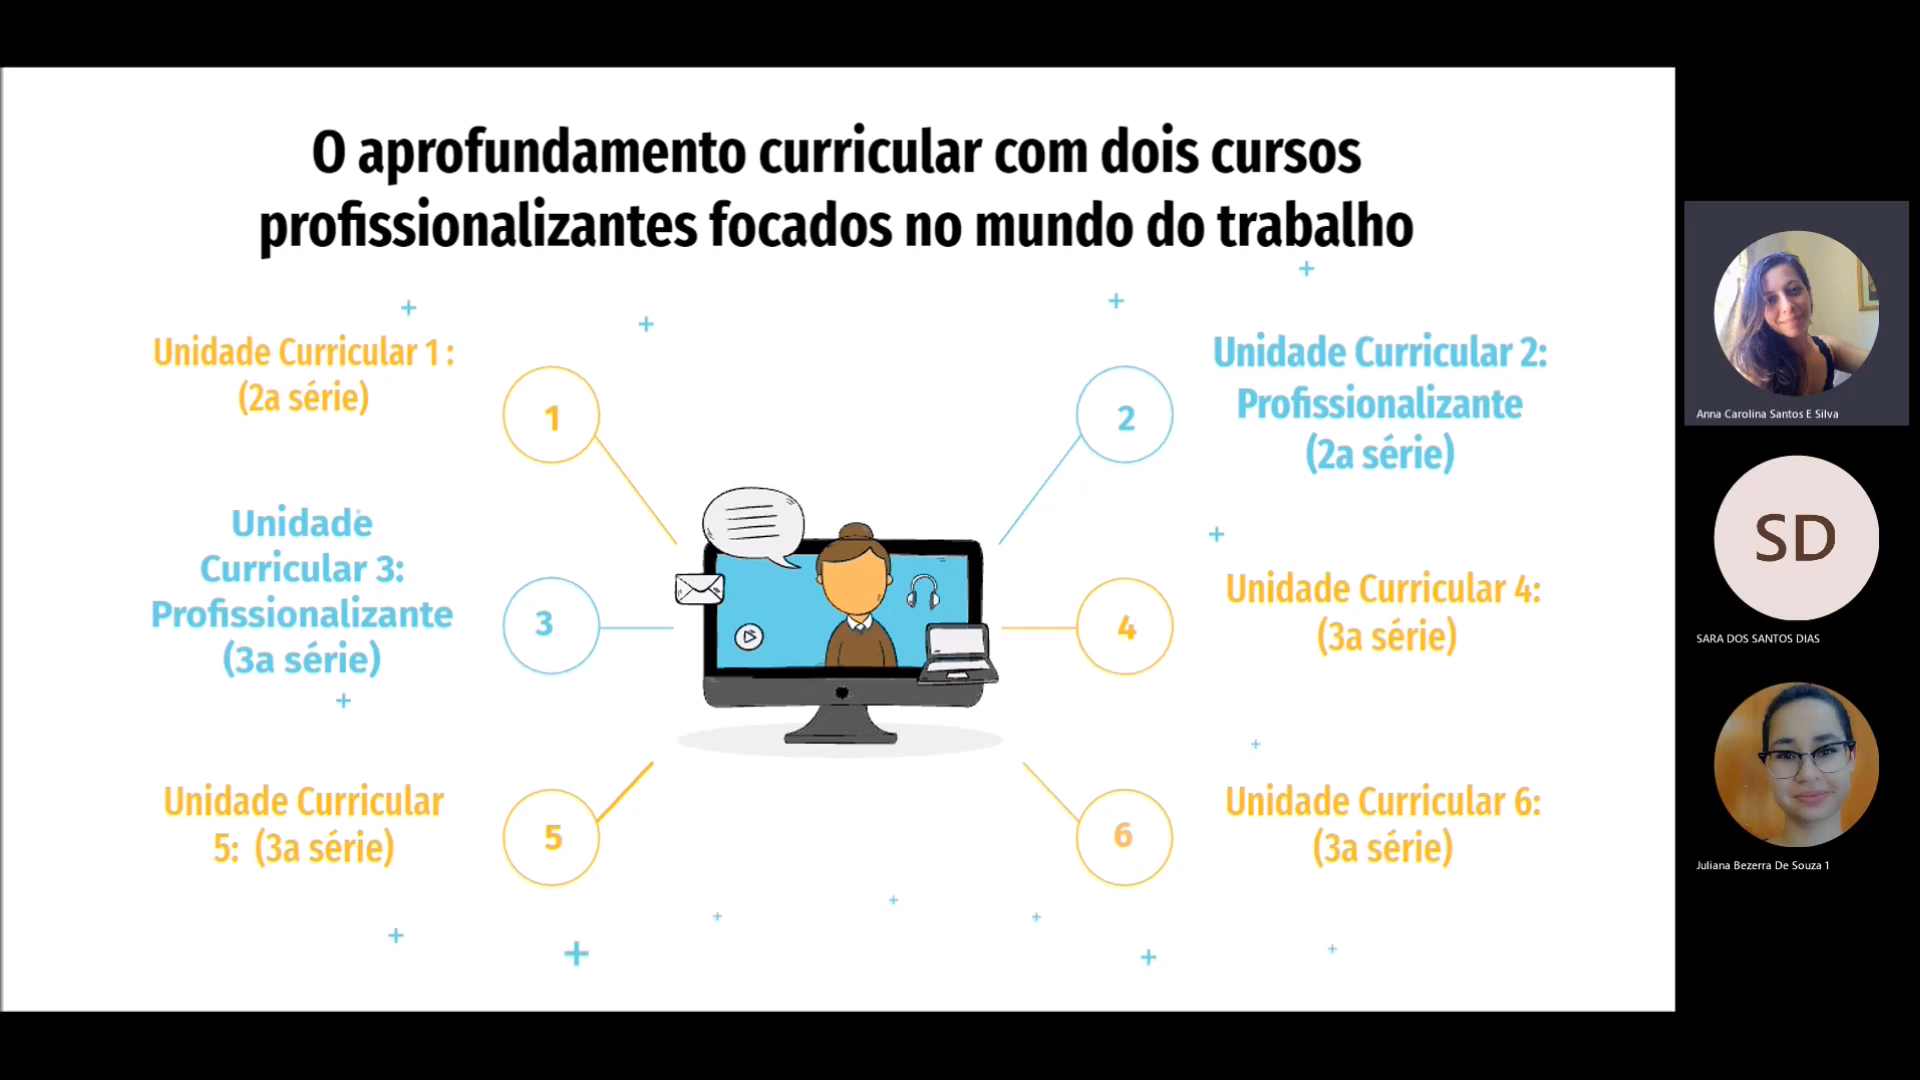 O aprofundamento curricular com dois cursos
profissionalizantes focados no mundo do trabalho
Unidade Curricular 1 :
(2a série)
1
2
Unidade Curricular 2:
Profissionalizante
(2a série)
Unidade
Curricular 3:
Profissionalizante
(3a série)
3
4
Unidade Curricular 4:
(3a série)
Unidade Curricular
5: (3a série)
5
6
Unidade Curricular 6:
(3a série)
Anna Carolina Santos E Silva
SD
SARA DOS SANTOS DIAS
Juliana Bezerra De Souza 1